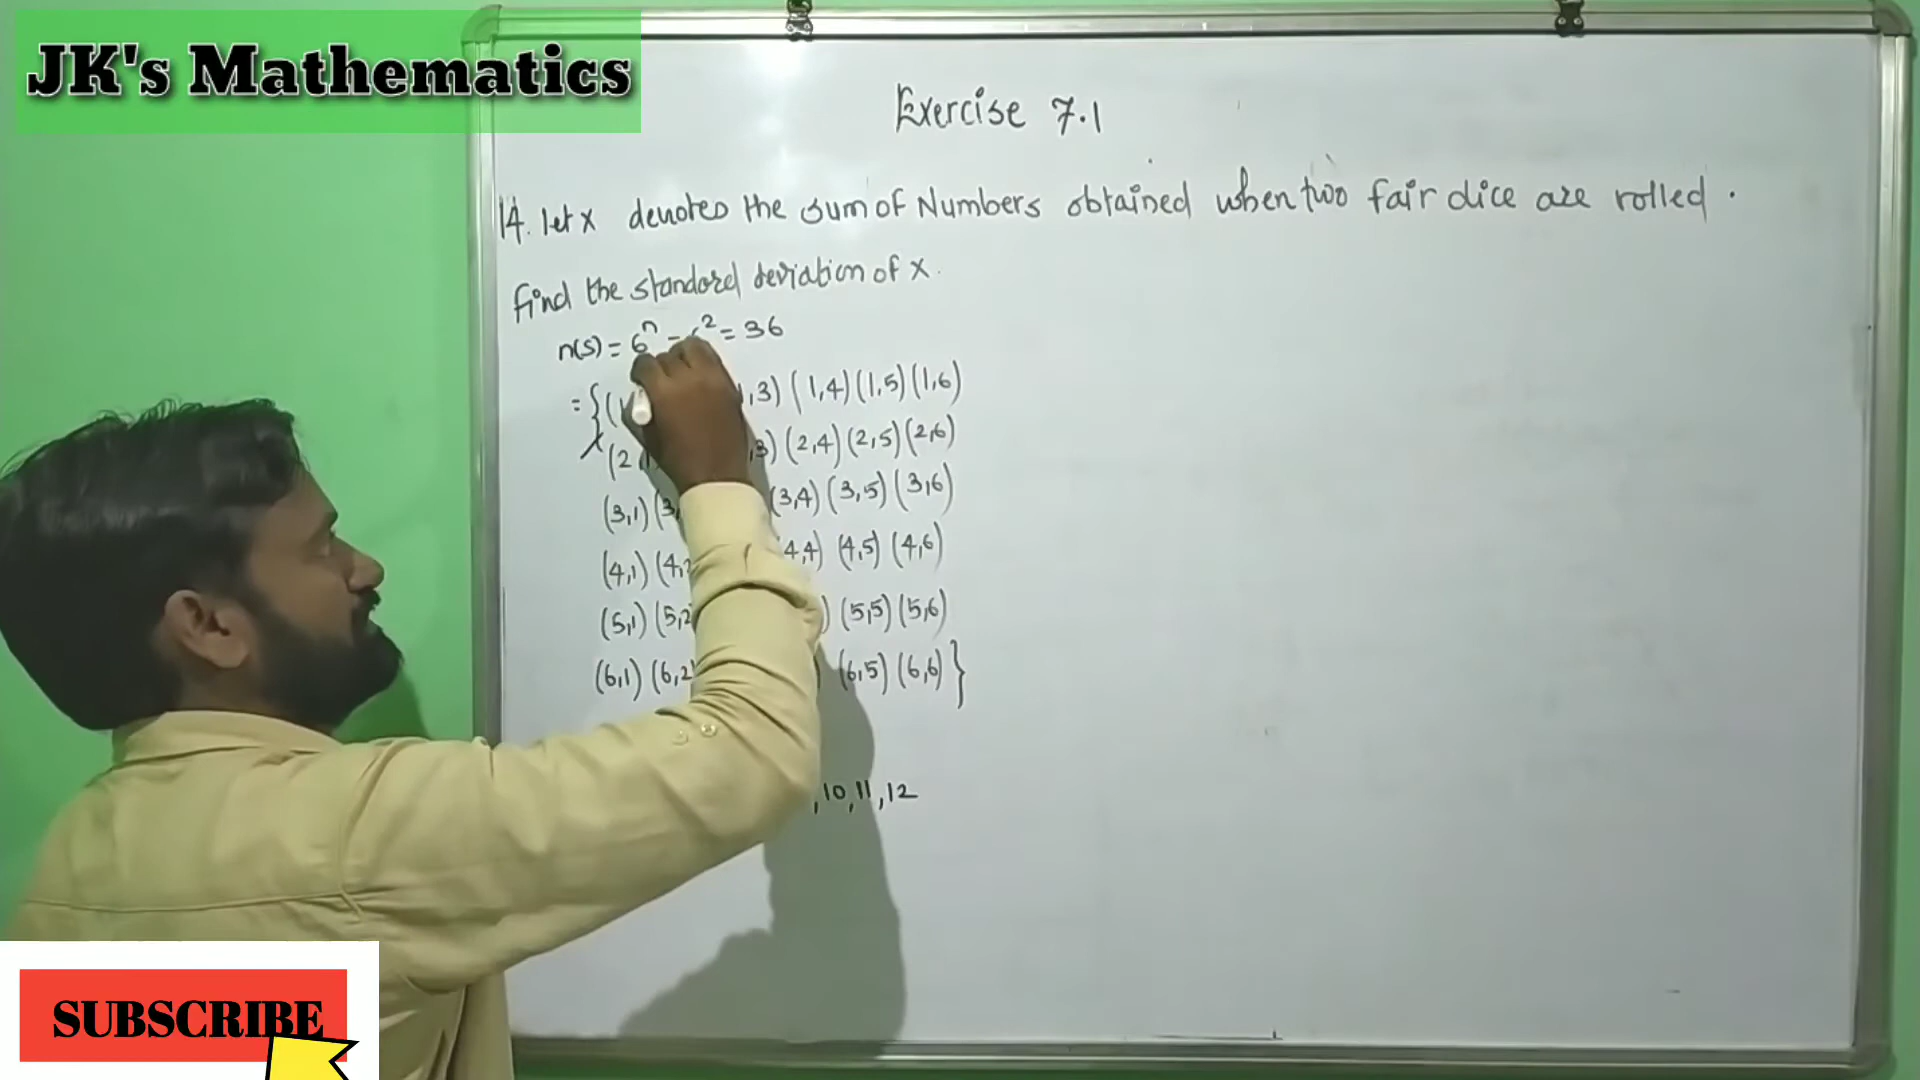 JK's Mathematics
Exercise 7.1
14. let x denotes the sum of Numbers obtained when two fair dice are rolled.
find the standard deviation of x.
n(s) = 6ⁿ = ² = 36
= { ,3) (1,4) (1,5) (1,6)
(2 ,3) (2,4) (2,5) (2,6)
(3,1) (3, (3,4) (3,5) (3,6)
(4,1) (4, 4,4) (4,5) (4,6)
(5,1) (5,2 ) (5,5) (5,6)
(6,1) (6,2) (6,5) (6,6) }
,10,11,12
SUBSCRIBE